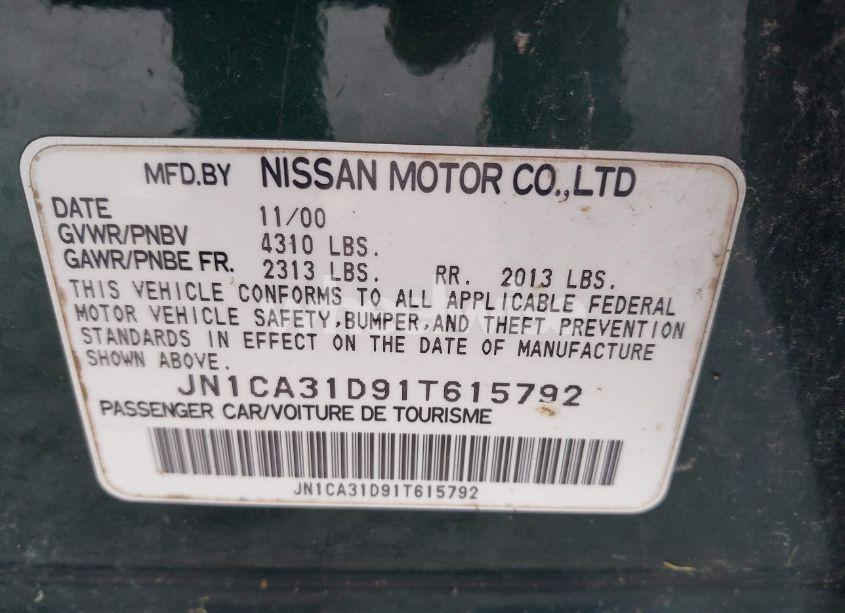 MFD.BY NISSAN MOTOR CO.,LTD
DATE 11/00
GVWR/PNBV 4310 LBS.
GAWR/PNBE FR. 2313 LBS. RR. 2013 LBS.
THIS VEHICLE CONFORMS TO ALL APPLICABLE FEDERAL
MOTOR VEHICLE SAFETY,BUMPER,AND THEFT PREVENTION
STANDARDS IN EFFECT ON THE DATE OF MANUFACTURE
SHOWN ABOVE.
JN1CA31D91T615792
PASSENGER CAR/VOITURE DE TOURISME
JN1CA31D91T615792